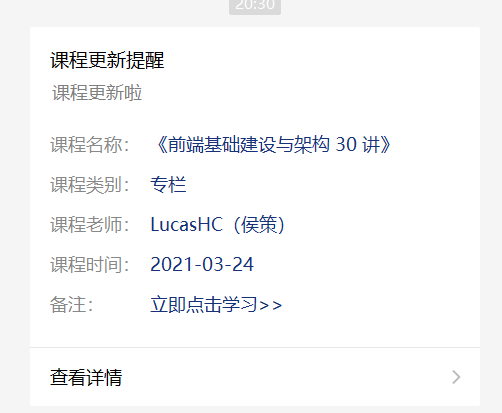 20:30
课程更新提醒
课程更新啦
课程名称： 《前端基础建设与架构 30 讲》
课程类别： 专栏
课程老师： LucasHC（侯策）
课程时间： 2021-03-24
备注： 立即点击学习>>
查看详情